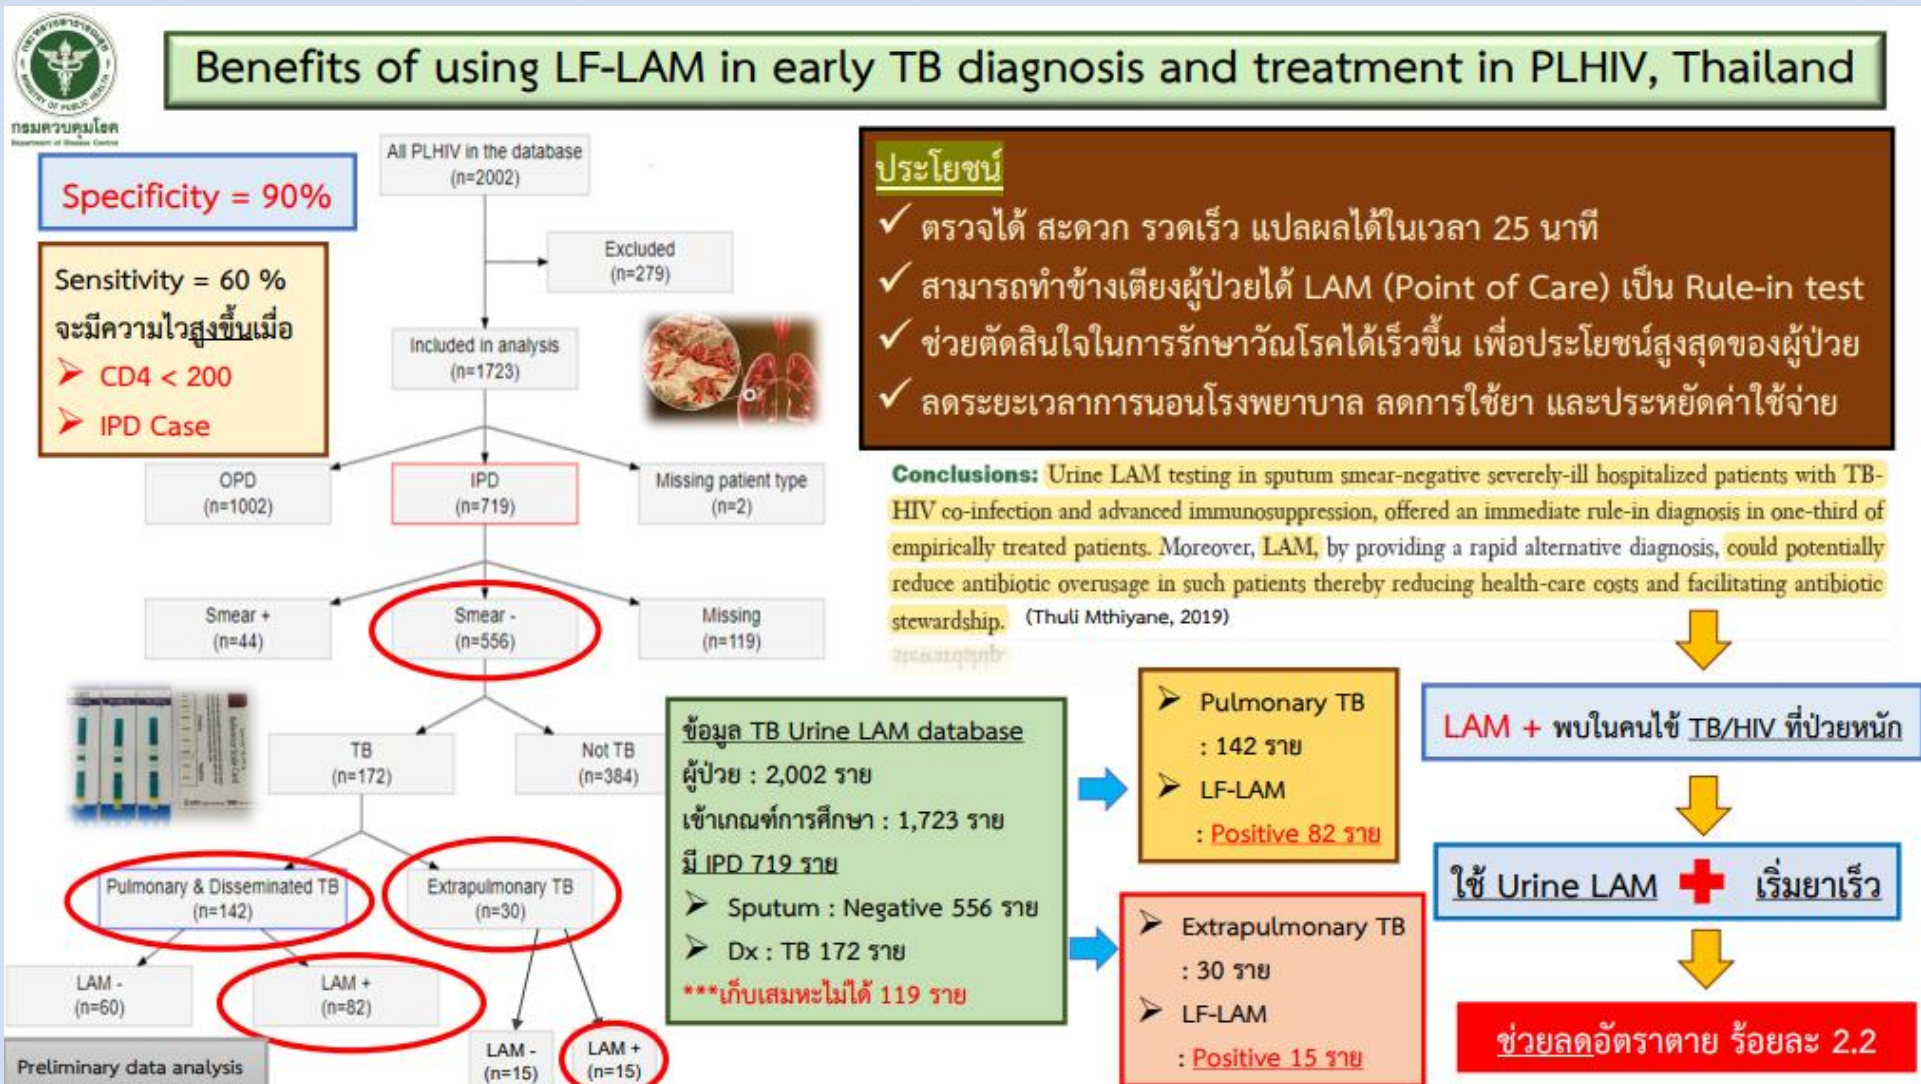 กระทรวงสาธารณสุข
MINISTRY OF PUBLIC HEALTH
กรมควบคุมโรค
Department of Disease Control
Benefits of using LF-LAM in early TB diagnosis and treatment in PLHIV, Thailand
Specificity = 90%
Sensitivity = 60 %
จะมีความไวสูงขึ้นเมื่อ
➢ CD4 < 200
➢ IPD Case
All PLHIV in the database
(n=2002)
Excluded
(n=279)
Included in analysis
(n=1723)
OPD
(n=1002)
IPD
(n=719)
Missing patient type
(n=2)
Smear +
(n=44)
Smear -
(n=556)
Missing
(n=119)
TB
(n=172)
Not TB
(n=384)
Pulmonary & Disseminated TB
(n=142)
Extrapulmonary TB
(n=30)
LAM -
(n=60)
LAM +
(n=82)
LAM -
(n=15)
LAM +
(n=15)
Preliminary data analysis
ประโยชน์
✓ ตรวจได้ สะดวก รวดเร็ว แปลผลได้ในเวลา 25 นาที
✓ สามารถทำข้างเตียงผู้ป่วยได้ LAM (Point of Care) เป็น Rule-in test
✓ ช่วยตัดสินใจในการรักษาวัณโรคได้เร็วขึ้น เพื่อประโยชน์สูงสุดของผู้ป่วย
✓ ลดระยะเวลาการนอนโรงพยาบาล ลดการใช้ยา และประหยัดค่าใช้จ่าย
Conclusions: Urine LAM testing in sputum smear-negative severely-ill hospitalized patients with TB-
HIV co-infection and advanced immunosuppression, offered an immediate rule-in diagnosis in one-third of
empirically treated patients. Moreover, LAM, by providing a rapid alternative diagnosis, could potentially
reduce antibiotic overusage in such patients thereby reducing health-care costs and facilitating antibiotic
stewardship. (Thuli Mthiyane, 2019)
ข้อมูล TB Urine LAM database
ผู้ป่วย : 2,002 ราย
เข้าเกณฑ์การศึกษา : 1,723 ราย
มี IPD 719 ราย
➢ Sputum : Negative 556 ราย
➢ Dx : TB 172 ราย
***เก็บเสมหะไม่ได้ 119 ราย
➢ Pulmonary TB
: 142 ราย
➢ LF-LAM
: Positive 82 ราย
➢ Extrapulmonary TB
: 30 ราย
➢ LF-LAM
: Positive 15 ราย
LAM + พบในคนไข้ TB/HIV ที่ป่วยหนัก
ใช้ Urine LAM + เริ่มยาเร็ว
ช่วยลดอัตราตาย ร้อยละ 2.2